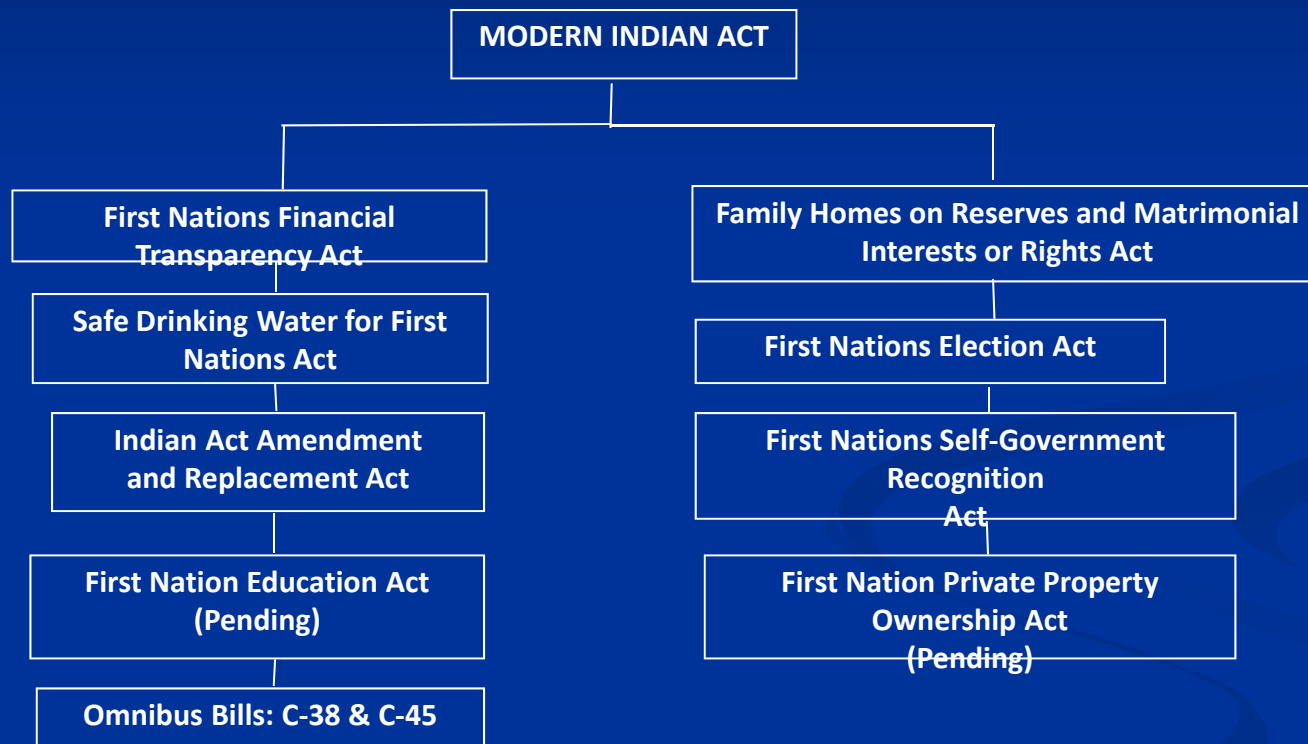 MODERN INDIAN ACT
First Nations Financial
Transparency Act
Safe Drinking Water for First
Nations Act
Indian Act Amendment
and Replacement Act
First Nation Education Act
(Pending)
Omnibus Bills: C-38 & C-45
Family Homes on Reserves and Matrimonial
Interests or Rights Act
First Nations Election Act
First Nations Self-Government
Recognition
Act
First Nation Private Property
Ownership Act
(Pending)